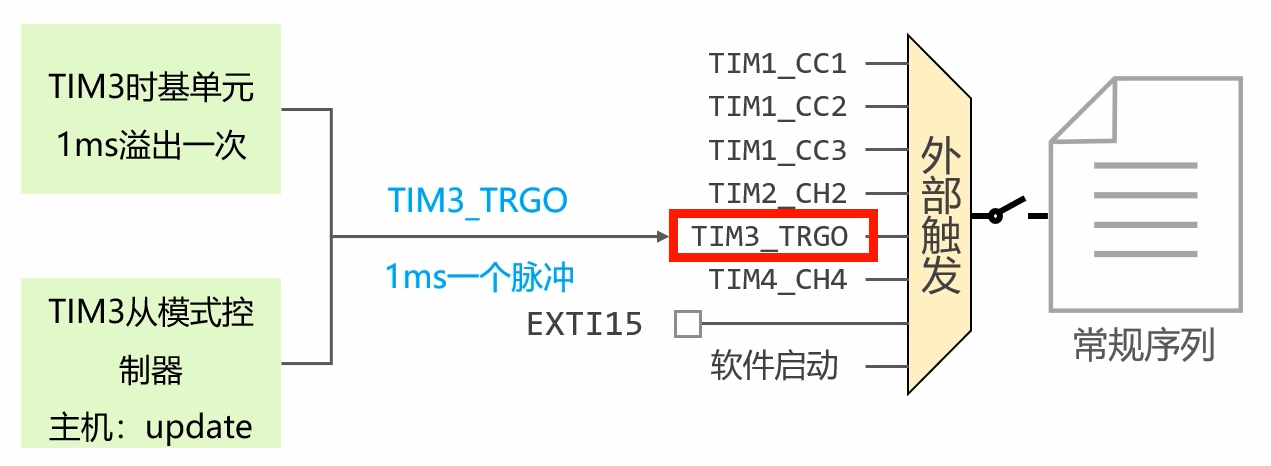 TIM3时基单元
1ms溢出一次
TIM3从模式控
制器
主机：update
TIM3_TRGO
1ms一个脉冲
TIM1_CC1
TIM1_CC2
TIM1_CC3
TIM2_CH2
TIM3_TRGO
TIM4_CH4
EXTI15
软件启动
外部触发
常规序列